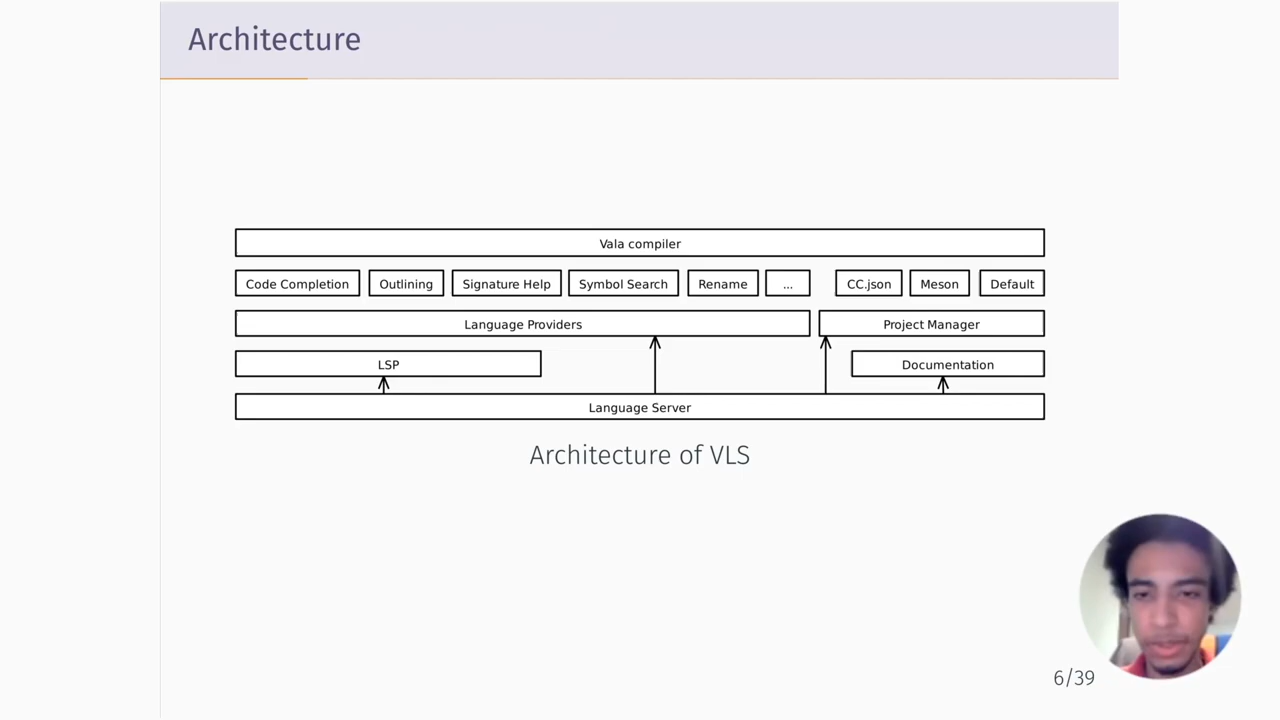 Architecture
Vala compiler
Code Completion Outlining Signature Help Symbol Search Rename ... CC.json Meson Default
Language Providers Project Manager
LSP Documentation
Language Server
Architecture of VLS
6/39